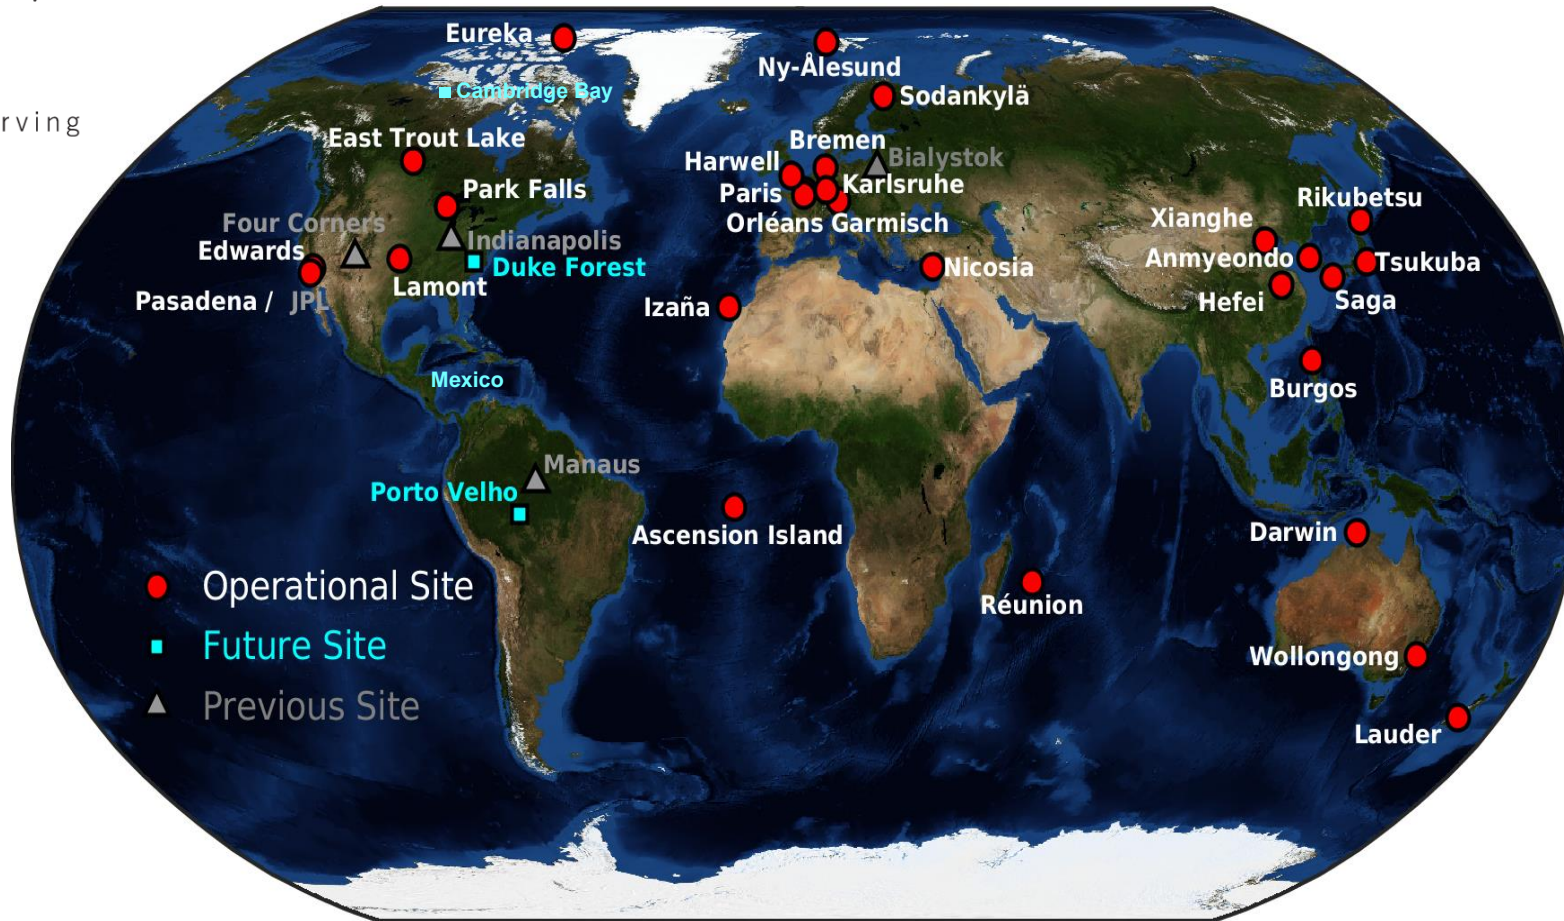 Eureka
Ny-Ålesund
Cambridge Bay
Sodankylä
rving
East Trout Lake
Bremen
Harwell
Bialystok
Park Falls
Paris
Karlsruhe
Rikubetsu
Four Corners
Orléans Garmisch
Xianghe
Edwards
Indianapolis
Duke Forest
Nicosia
Anmyeondo
Tsukuba
Pasadena / JPL
Lamont
Izaña
Hefei
Saga
Mexico
Burgos
Manaus
Porto Velho
Ascension Island
Darwin
Operational Site
Réunion
Future Site
Wollongong
Previous Site
Lauder